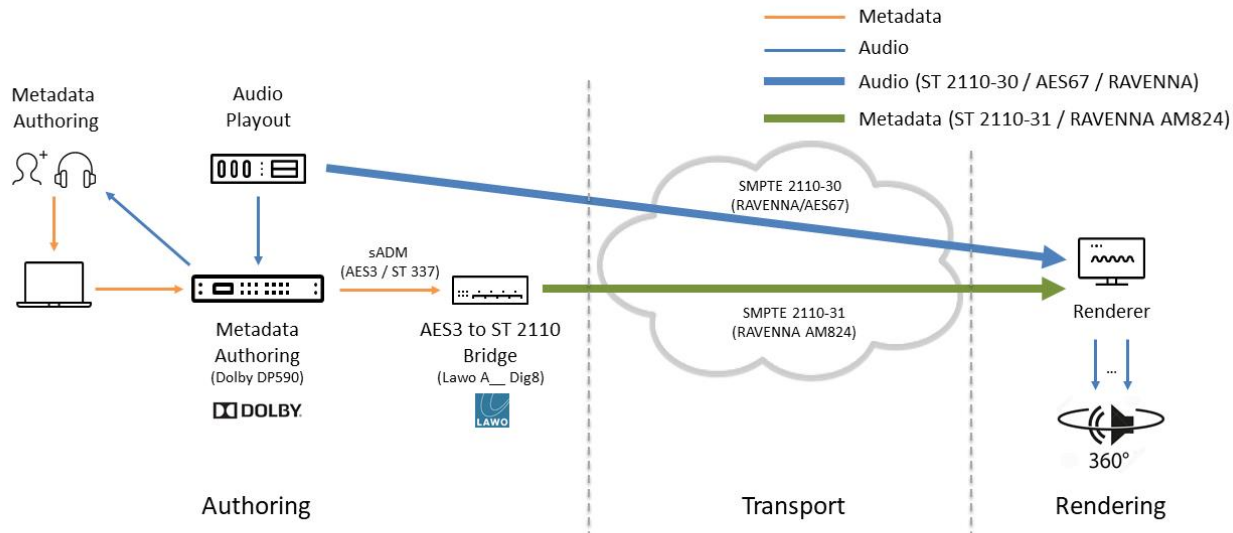 Metadata
Audio
Audio (ST 2110-30 / AES67 / RAVENNA)
Metadata (ST 2110-31 / RAVENNA AM824)
Metadata
Authoring
Audio
Playout
SMPTE 2110-30
(RAVENNA/AES67)
sADM
(AES3 / ST 337)
Metadata
Authoring
(Dolby DP590)
DOLBY
AES3 to ST 2110
Bridge
(Lawo A__ Dig8)
LAWO
SMPTE 2110-31
(RAVENNA AM824)
Renderer
...
360°
Authoring
Transport
Rendering